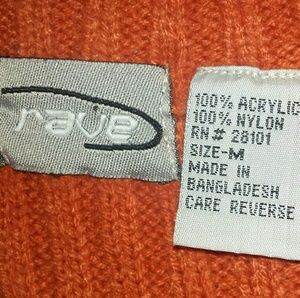 rave
100% ACRYLIC
100% NYLON
RN# 28101
SIZE-M
MADE IN
BANGLADESH
CARE REVERSE